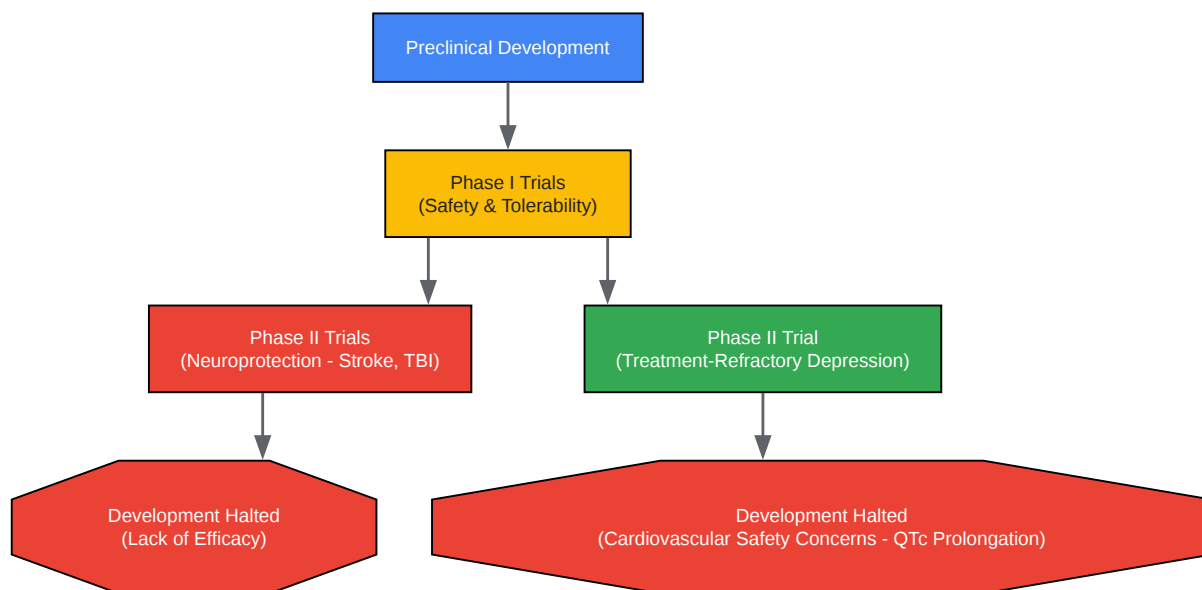 Preclinical Development
Phase I Trials
(Safety & Tolerability)
Phase II Trials
(Neuroprotection - Stroke, TBI)
Phase II Trial
(Treatment-Refractory Depression)
Development Halted
(Lack of Efficacy)
Development Halted
(Cardiovascular Safety Concerns - QTc Prolongation)